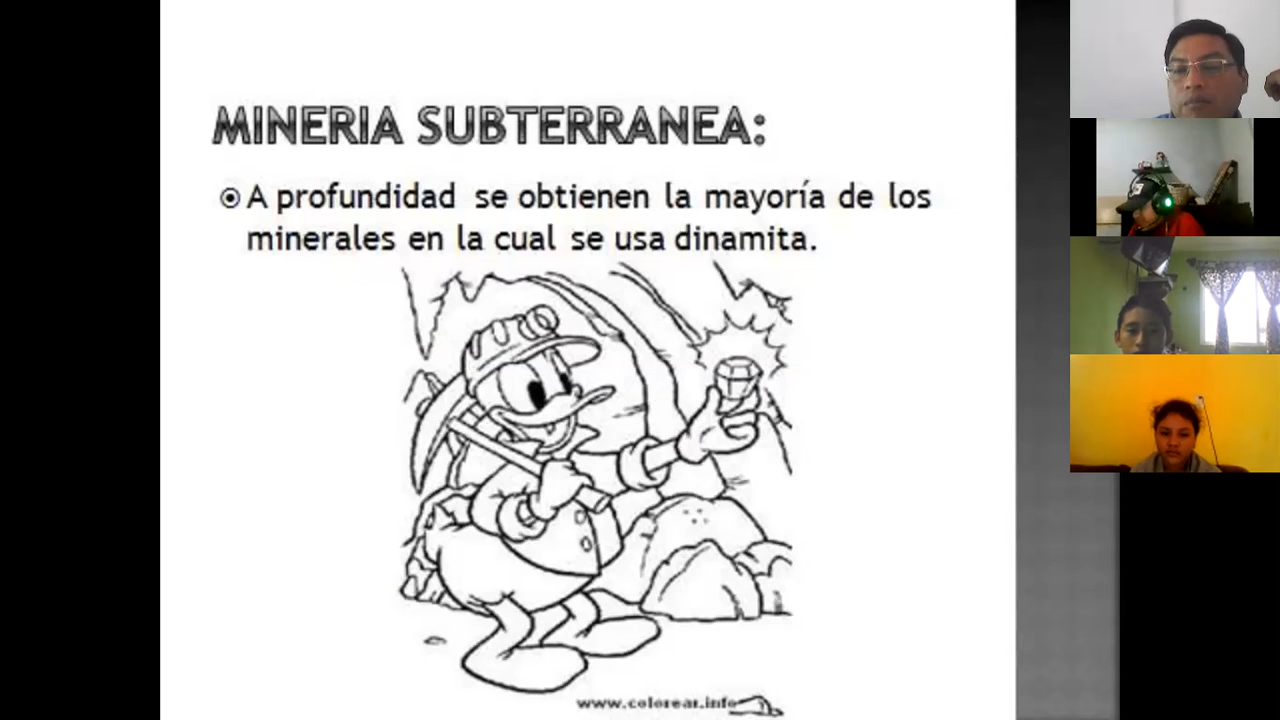 MINERIA SUBTERRANEA:
A profundidad se obtienen la mayoría de los
minerales en la cual se usa dinamita.
www.colorear.info